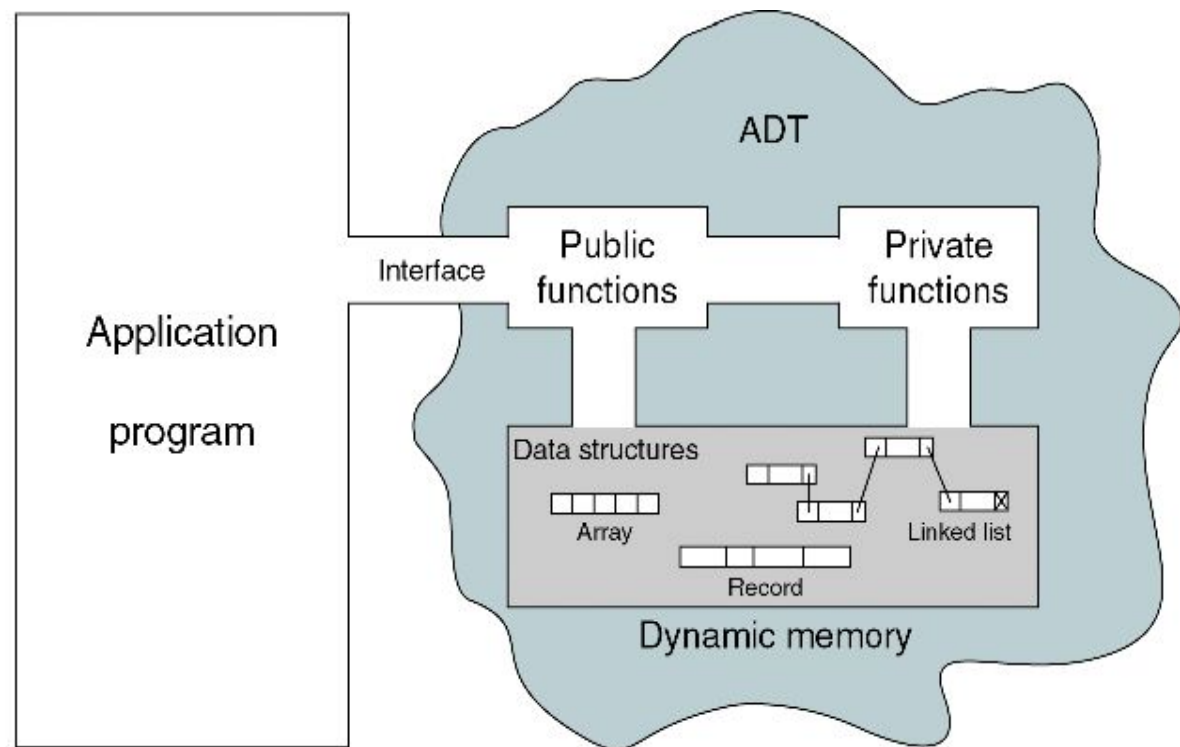 ADT
Public
functions
Private
functions
Interface
Application
program
Data structures
Array
Linked list
Record
Dynamic memory